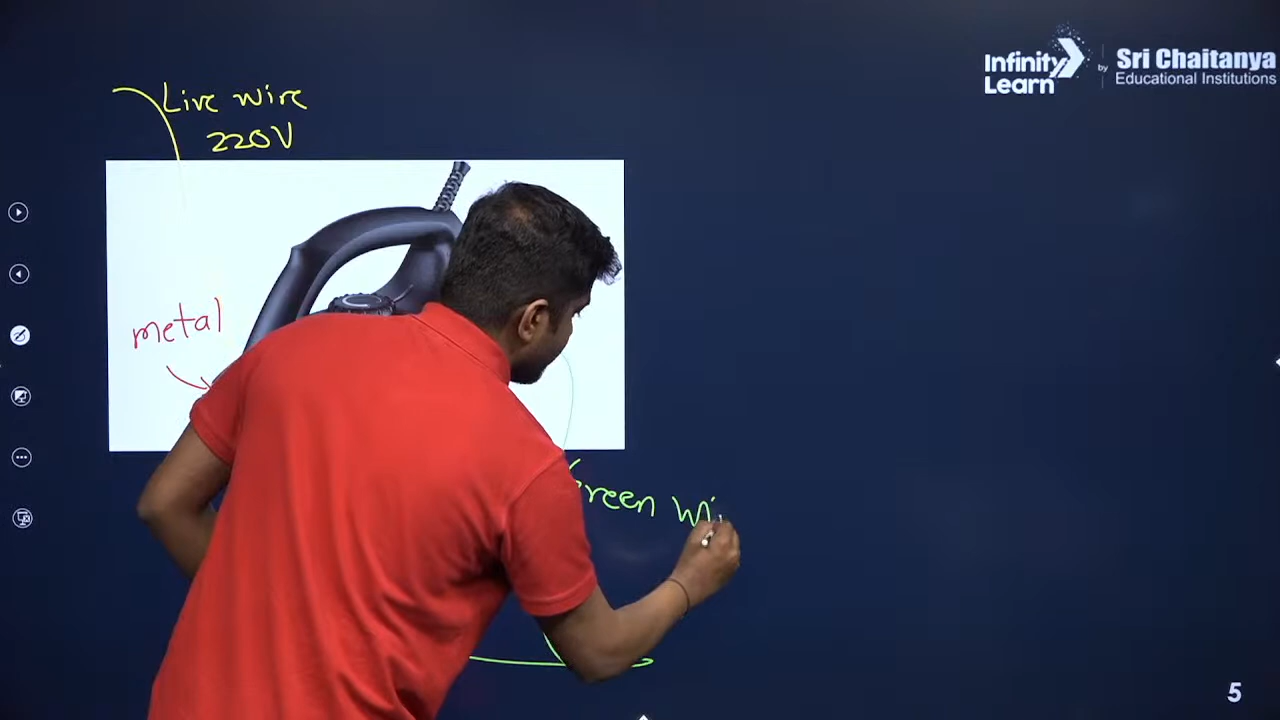 Infinity
Learn
by
Sri Chaitanya
Educational Institutions
Live wire
220V
metal
Green Wi
5